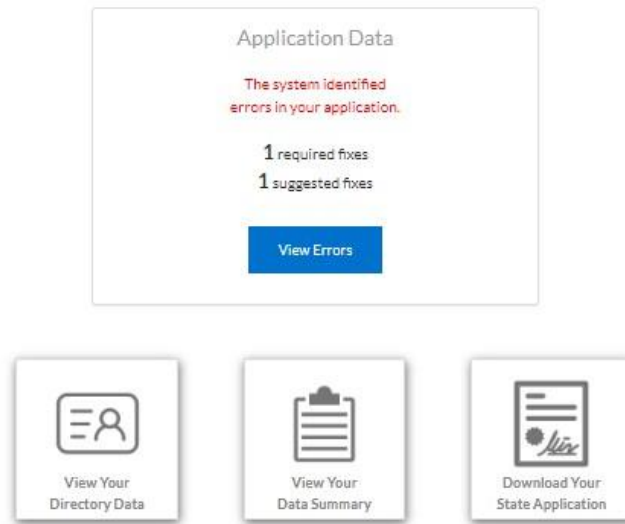 Application Data
The system identified
errors in your application.
1 required fixes
1 suggested fixes
View Errors
View Your
Directory Data
View Your
Data Summary
Download Your
State Application